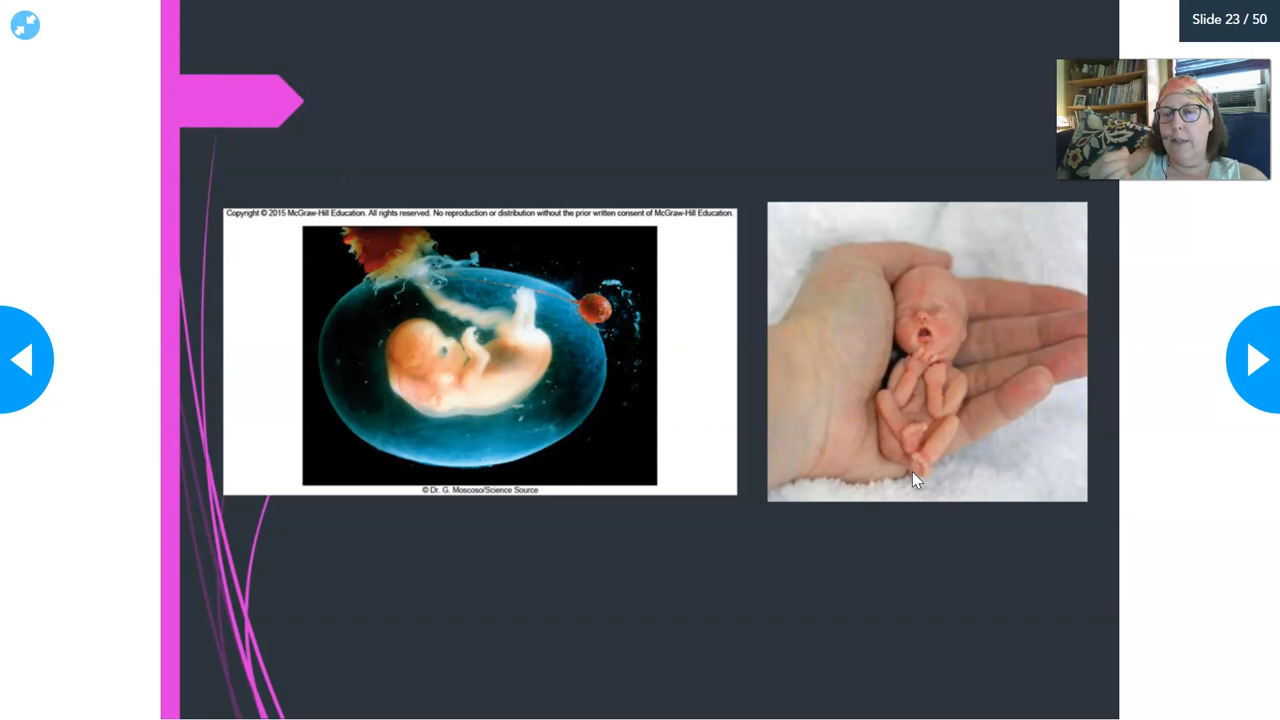 Slide 23 / 50
Copyright © 2015 McGraw-Hill Education. All rights reserved. No reproduction or distribution without the prior written consent of McGraw-Hill Education.
© Dr. G. Moscoso/Science Source